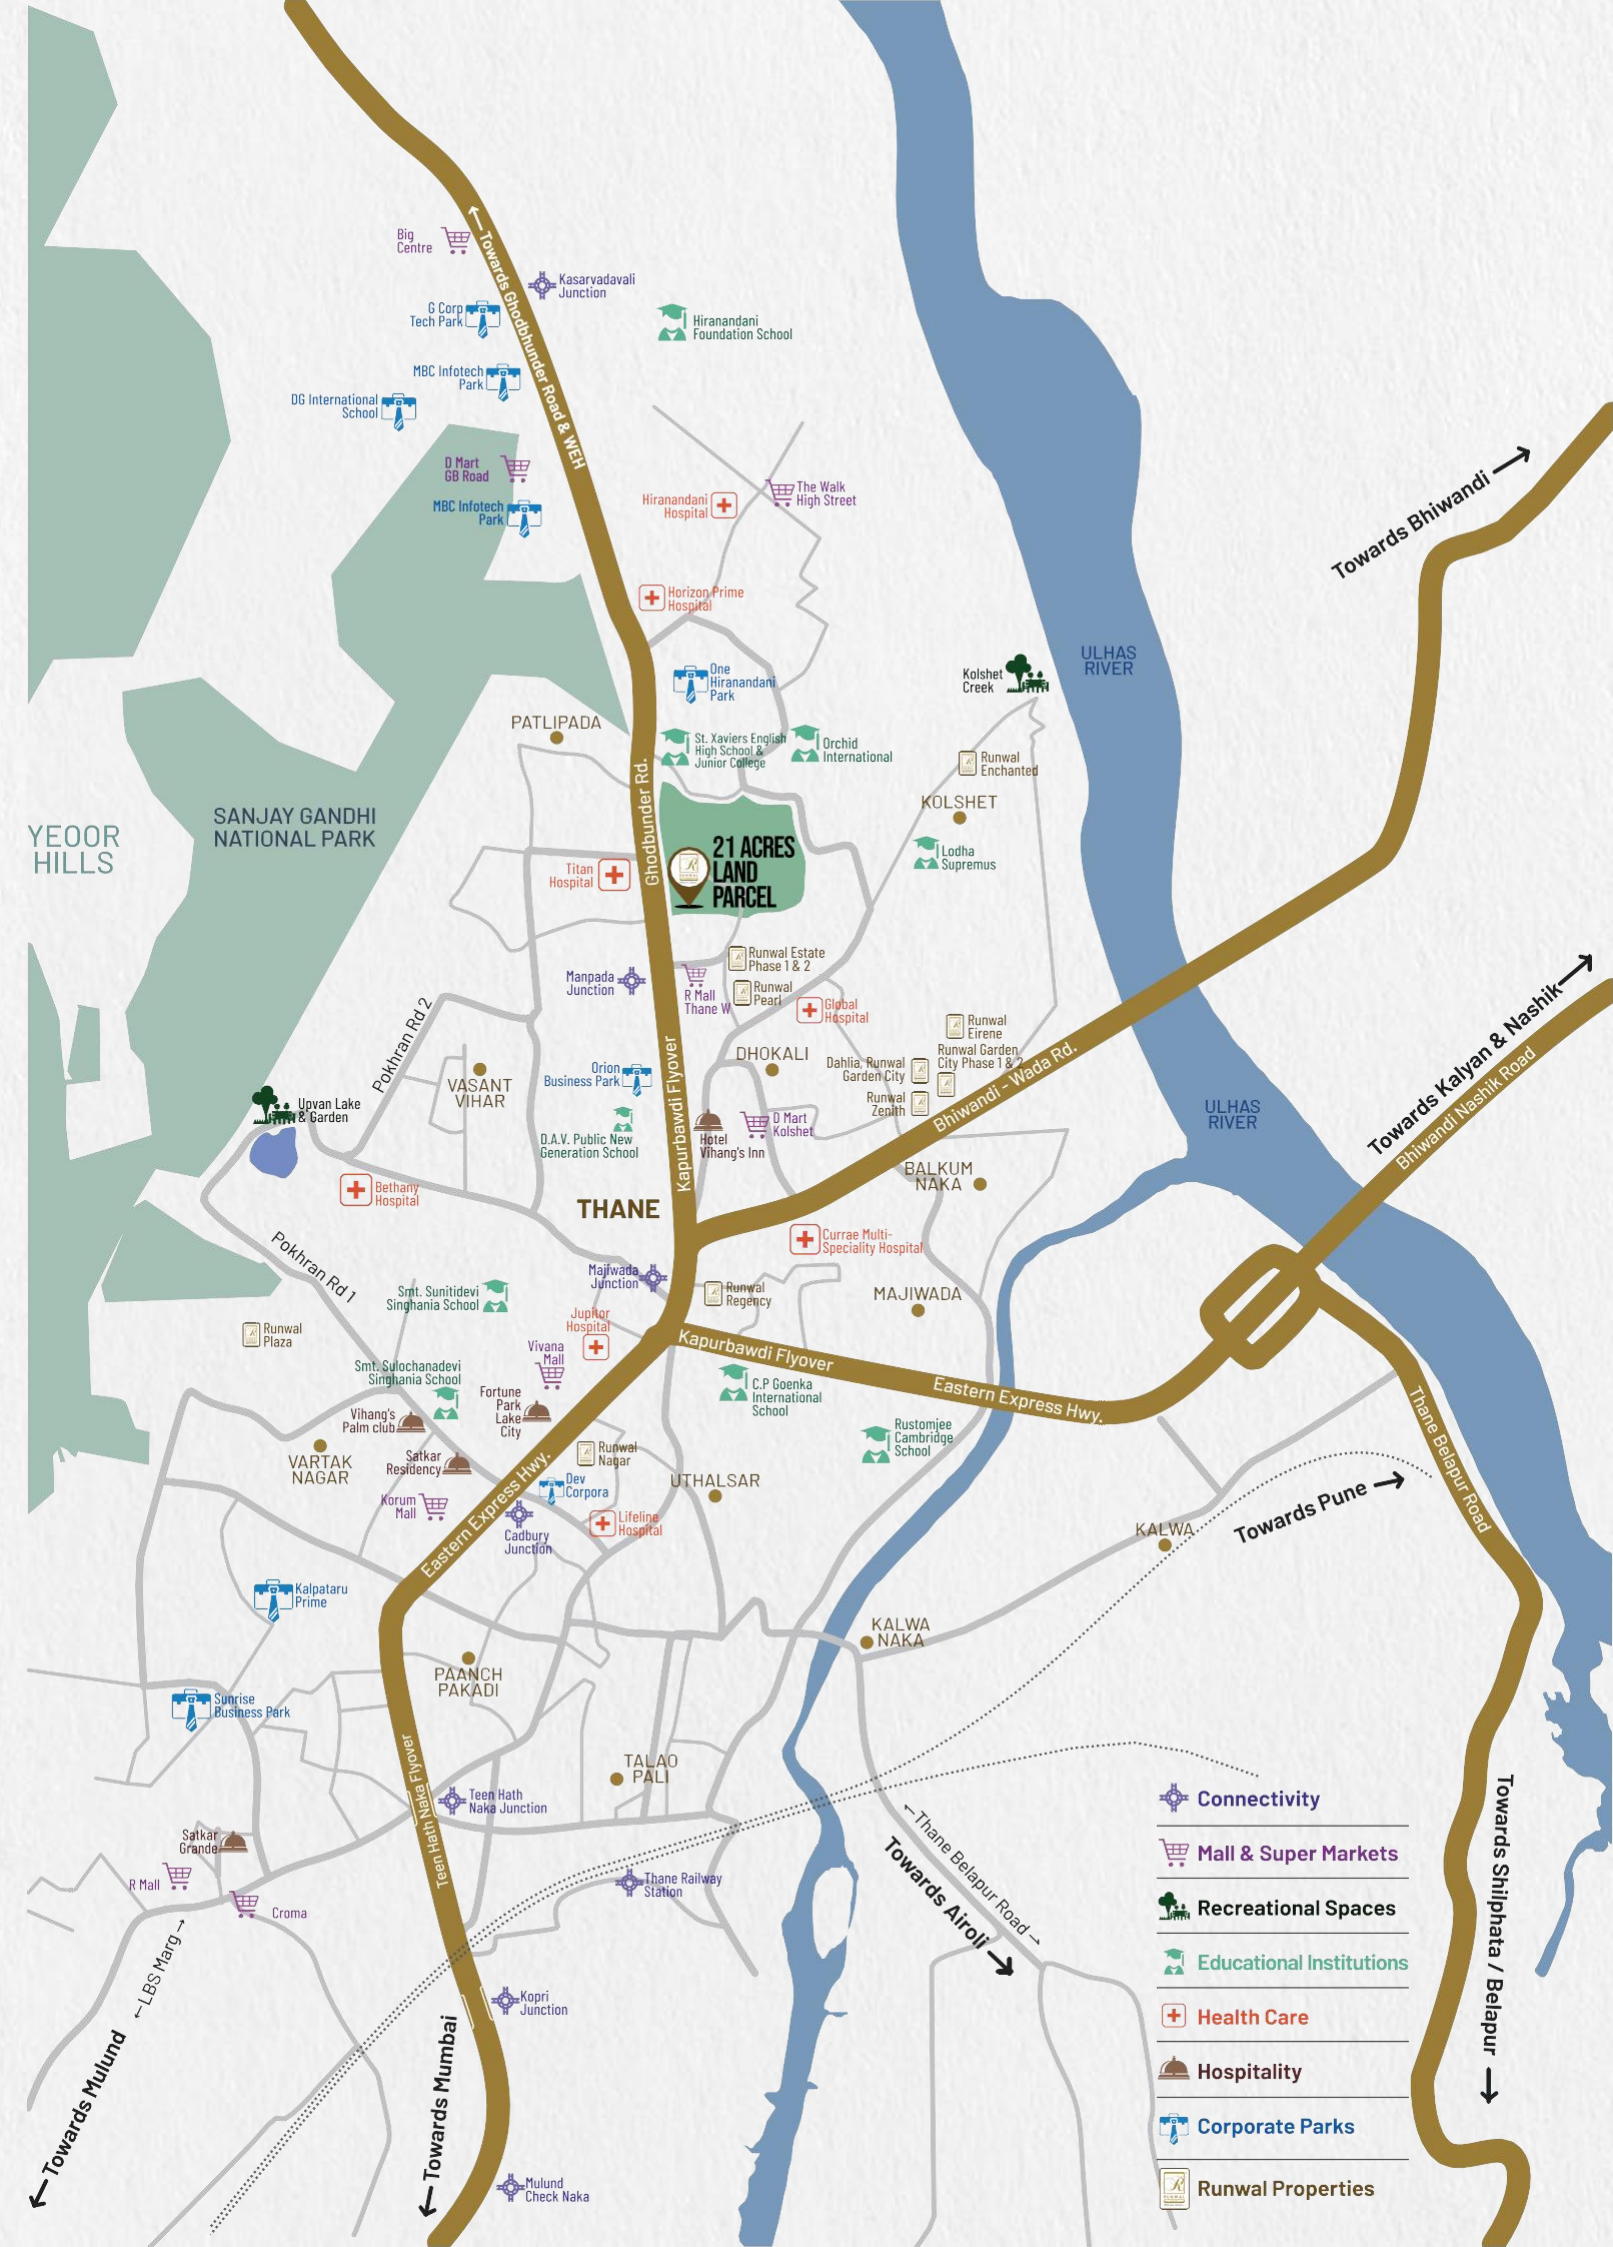 Big
Centre
Towards Ghodbhunder Road & WEH
Kasarvadavali
Junction
G Corp
Tech Park
Hiranandani
Foundation School
MBC Infotech
Park
DG International
School
D Mart
GB Road
MBC Infotech
Park
Hiranandani
Hospital
The Walk
High Street
Towards Bhiwandi
Horizon Prime
Hospital
One
Hiranandani
Park
Kolshet
Creek
ULHAS
RIVER
PATLIPADA
St. Xaviers English
High School &
Junior College
Orchid
International
Runwal
Enchanted
KOLSHET
YEOOR
HILLS
SANJAY GANDHI
NATIONAL PARK
Ghodbunder Rd.
21 ACRES
LAND
PARCEL
R
Lodha
Supremus
Titan
Hospital
Runwal Estate
Phase 1 & 2
Manpada
Junction
R Mall
Thane W
Runwal
Pearl
Global
Hospital
Runwal
Eirene
Pokhran Rd 2
Kapurbawdi Flyover
DHOKALI
Dahlia, Runwal
Garden City
Runwal Garden
City Phase 1 & 2
Runwal
Zenith
Bhiwandi - Wada Rd.
Towards Kalyan & Nashik
Bhiwandi Nashik Road
Orion
Business Park
VASANT
VIHAR
Upvan Lake
& Garden
D.A.V. Public New
Generation School
Hotel
Vihang's Inn
D Mart
Kolshet
ULHAS
RIVER
Bethany
Hospital
THANE
BALKUM
NAKA
Currae Multi-
Speciality Hospital
Pokhran Rd 1
Majiwada
Junction
Smt. Sunitidevi
Singhania School
Runwal
Regency
MAJIWADA
Jupitor
Hospital
Runwal
Plaza
Vivana
Mall
Kapurbawdi Flyover
Smt. Sulochanadevi
Singhania School
Fortune
Park
Lake
City
C.P Goenka
International
School
Eastern Express Hwy.
Vihang's
Palm club
Rustomjee
Cambridge
School
Thane Belapur Road
VARTAK
NAGAR
Satkar
Residency
Runwal
Nagar
Dev
Corpora
UTHALSAR
Korum
Mall
Eastern Express Hwy.
Cadbury
Junction
Lifeline
Hospital
Towards Pune
KALWA
Kalpataru
Prime
KALWA
NAKA
PAANCH
PAKADI
Sunrise
Business Park
Teen Hath Naka Flyover
TALAO
PALI
Teen Hath
Naka Junction
Satkar
Grande
R Mall
Croma
Thane Railway
Station
Thane Belapur Road
Towards Airoli
LBS Marg
Towards Mulund
Kopri
Junction
Towards Mumbai
Mulund
Check Naka
Towards Shilphata / Belapur
Connectivity
Mall & Super Markets
Recreational Spaces
Educational Institutions
Health Care
Hospitality
Corporate Parks
R
Runwal Properties